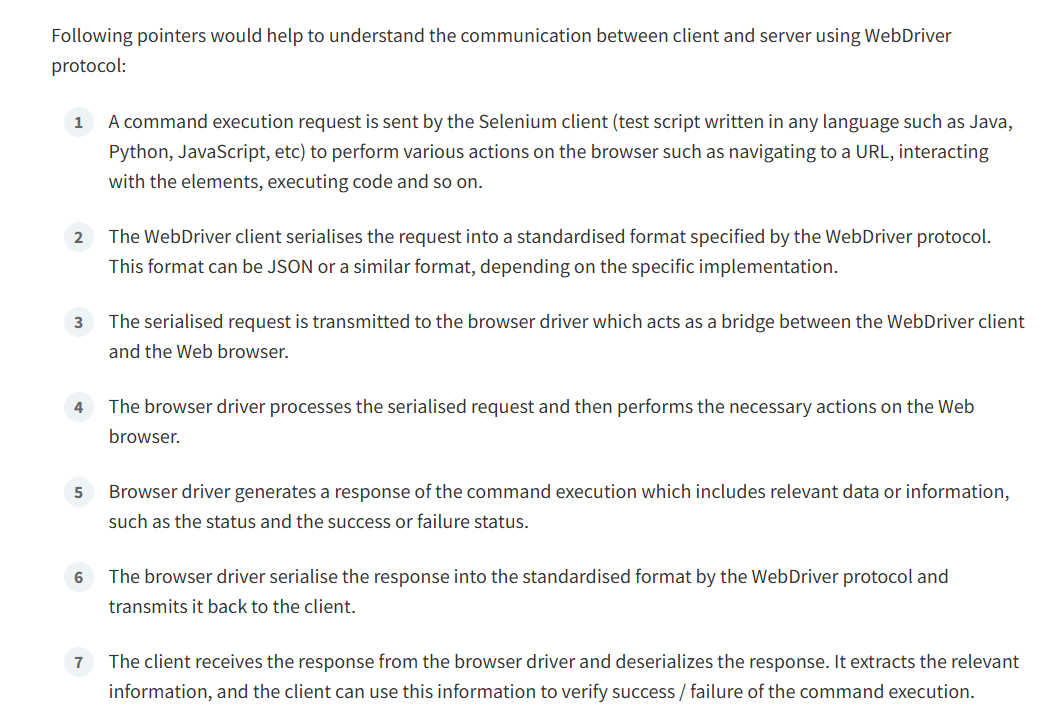 Following pointers would help to understand the communication between client and server using WebDriver
protocol:
1 A command execution request is sent by the Selenium client (test script written in any language such as Java,
Python, JavaScript, etc) to perform various actions on the browser such as navigating to a URL, interacting
with the elements, executing code and so on.
2 The WebDriver client serialises the request into a standardised format specified by the WebDriver protocol.
This format can be JSON or a similar format, depending on the specific implementation.
3 The serialised request is transmitted to the browser driver which acts as a bridge between the WebDriver client
and the Web browser.
4 The browser driver processes the serialised request and then performs the necessary actions on the Web
browser.
5 Browser driver generates a response of the command execution which includes relevant data or information,
such as the status and the success or failure status.
6 The browser driver serialise the response into the standardised format by the WebDriver protocol and
transmits it back to the client.
7 The client receives the response from the browser driver and deserializes the response. It extracts the relevant
information, and the client can use this information to verify success / failure of the command execution.